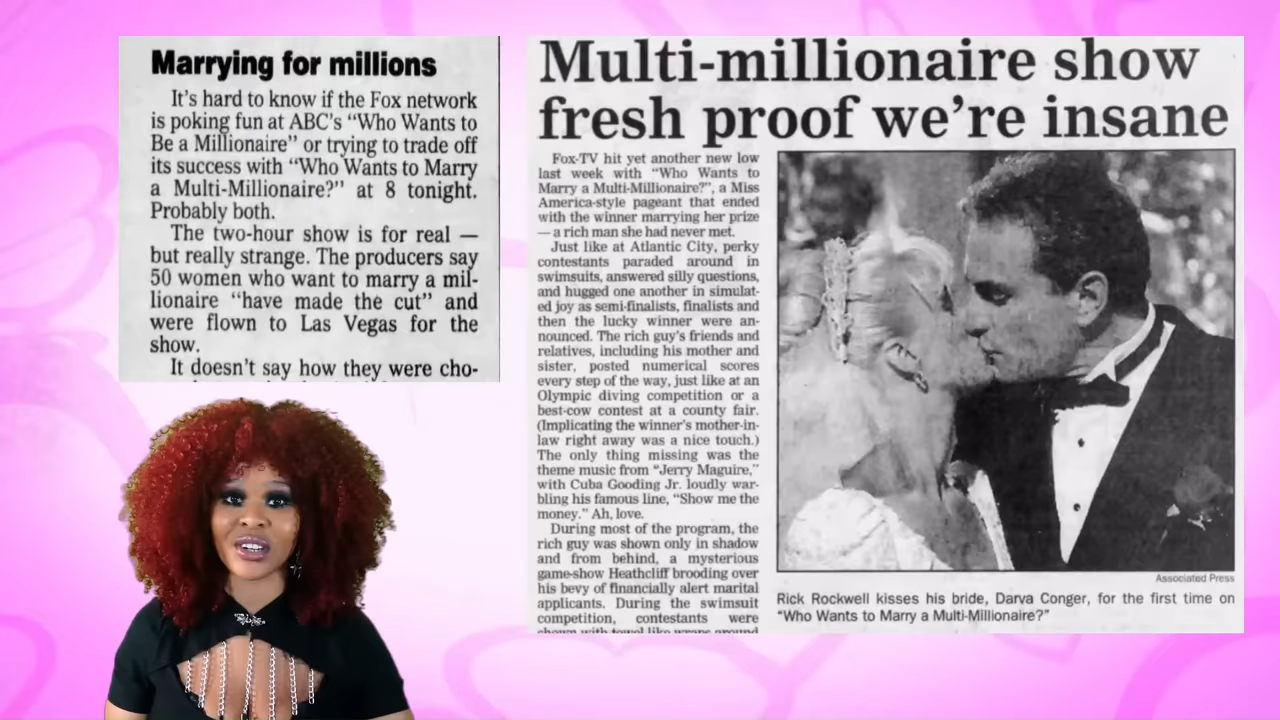 Marrying for millions
It's hard to know if the Fox network
is poking fun at ABC's "Who Wants to
Be a Millionaire" or trying to trade off
its success with "Who Wants to Marry
a Multi-Millionaire?" at 8 tonight.
Probably both.
The two-hour show is for real —
but really strange. The producers say
50 women who want to marry a mil-
lionaire "have made the cut" and
were flown to Las Vegas for the
show.
It doesn't say how they were cho-
Multi-millionaire show
fresh proof we're insane
Fox-TV hit yet another new low
last week with "Who Wants to
Marry a Multi-Millionaire?", a Miss
America-style pageant that ended
with the winner marrying her prize
— a rich man she had never met.
Just like at Atlantic City, perky
contestants paraded around in
swimsuits, answered silly questions,
and hugged one another in simulat-
ed joy as semi-finalists, finalists and
then the lucky winner were an-
nounced. The rich guy's friends and
relatives, including his mother and
sister, posted numerical scores
every step of the way, just like at an
Olympic diving competition or a
best-cow contest at a county fair.
(Implicating the winner's mother-in-
law right away was a nice touch.)
The only thing missing was the
theme music from "Jerry Maguire,"
with Cuba Gooding Jr. loudly war-
bling his famous line, "Show me the
money." Ah, love.
During most of the program, the
rich guy was shown only in shadow
and from behind, a mysterious
game-show Heathcliff brooding over
his bevy of financially alert marital
applicants. During the swimsuit
competition, contestants were
Associated Press
Rick Rockwell kisses his bride, Darva Conger, for the first time on
"Who Wants to Marry a Multi-Millionaire?"